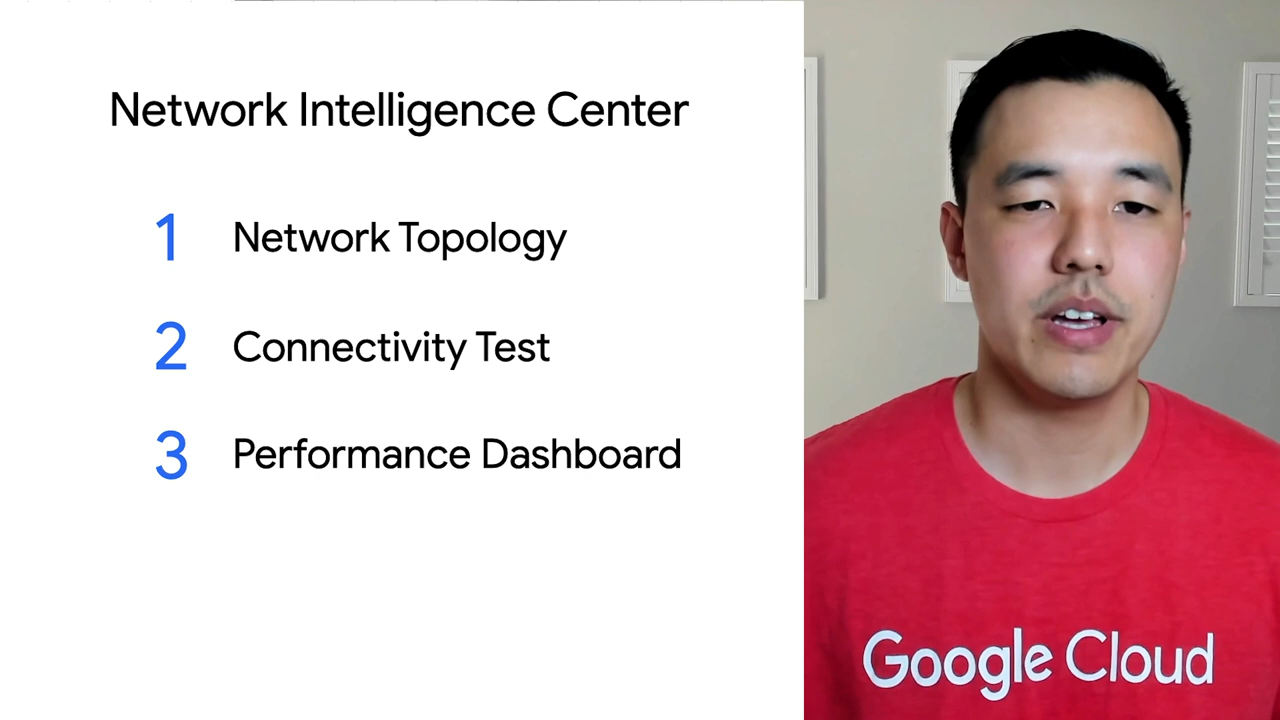 Network Intelligence Center
1 Network Topology
2 Connectivity Test
3 Performance Dashboard
Google Cloud